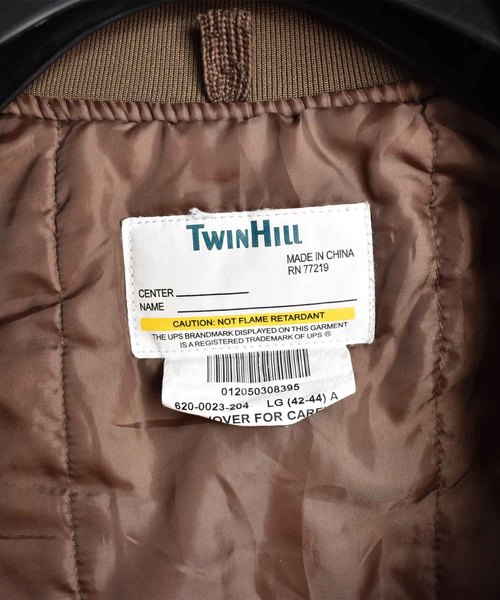 TWINHILL
MADE IN CHINA
RN 77219
CENTER
NAME
CAUTION: NOT FLAME RETARDANT
THE UPS BRANDMARK DISPLAYED ON THIS GARMENT
IS A REGISTERED TRADEMARK OF UPS ®
012050308395
620-0023-204 LG (42-44) A
OVER FOR CARE